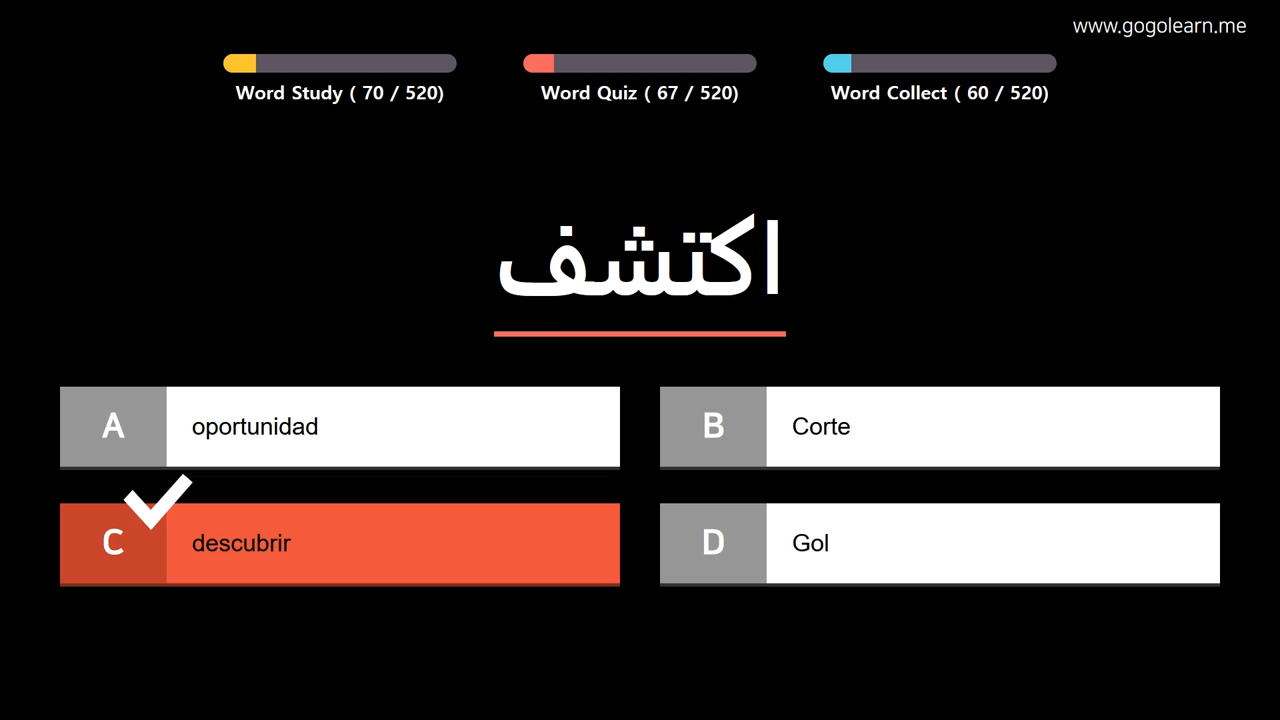 www.gogolearn.me
Word Study ( 70 / 520)
Word Quiz ( 67 / 520)
Word Collect ( 60 / 520)
اكتشف
A
oportunidad
B
Corte
C
descubrir
D
Gol